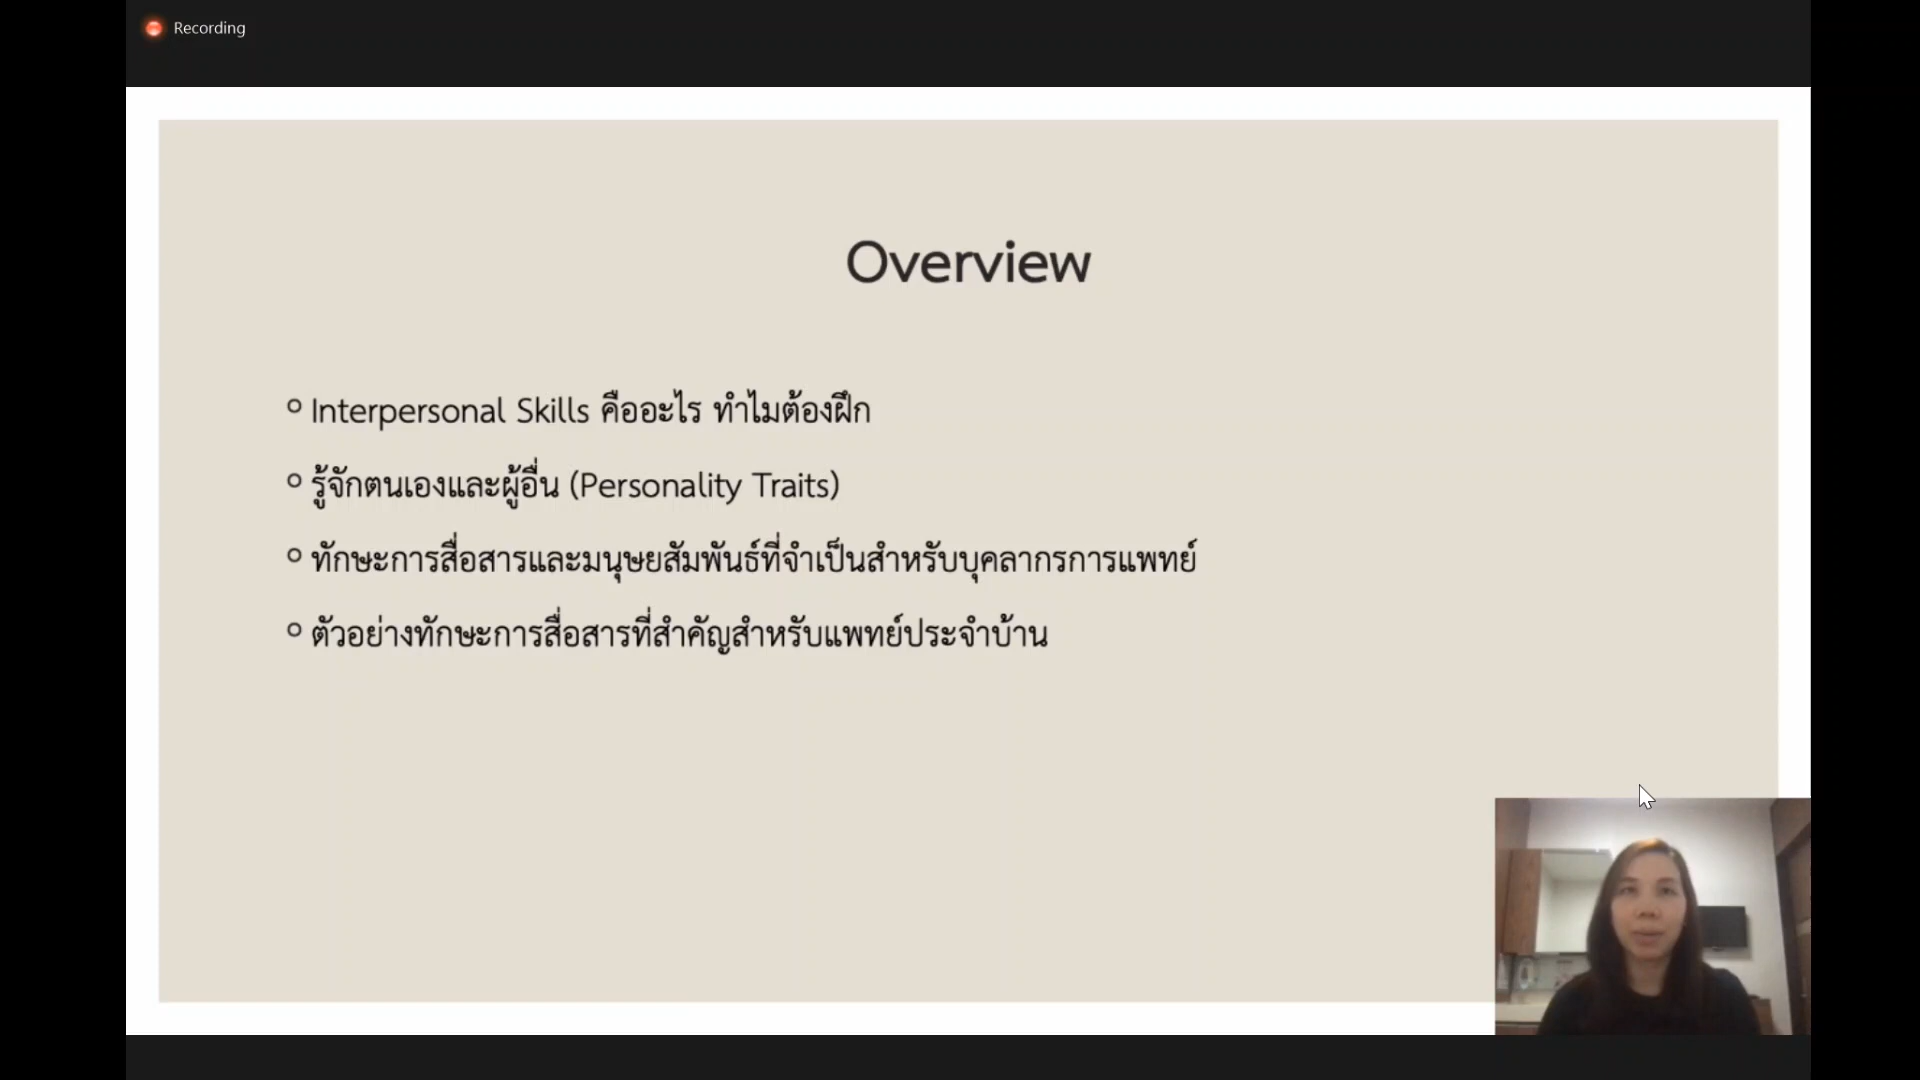 Recording
Overview
Interpersonal Skills คืออะไร ทำไมต้องฝึก
รู้จักตนเองและผู้อื่น (Personality Traits)
ทักษะการสื่อสารและมนุษยสัมพันธ์ที่จำเป็นสำหรับบุคลากรการแพทย์
ตัวอย่างทักษะการสื่อสารที่สำคัญสำหรับแพทย์ประจำบ้าน